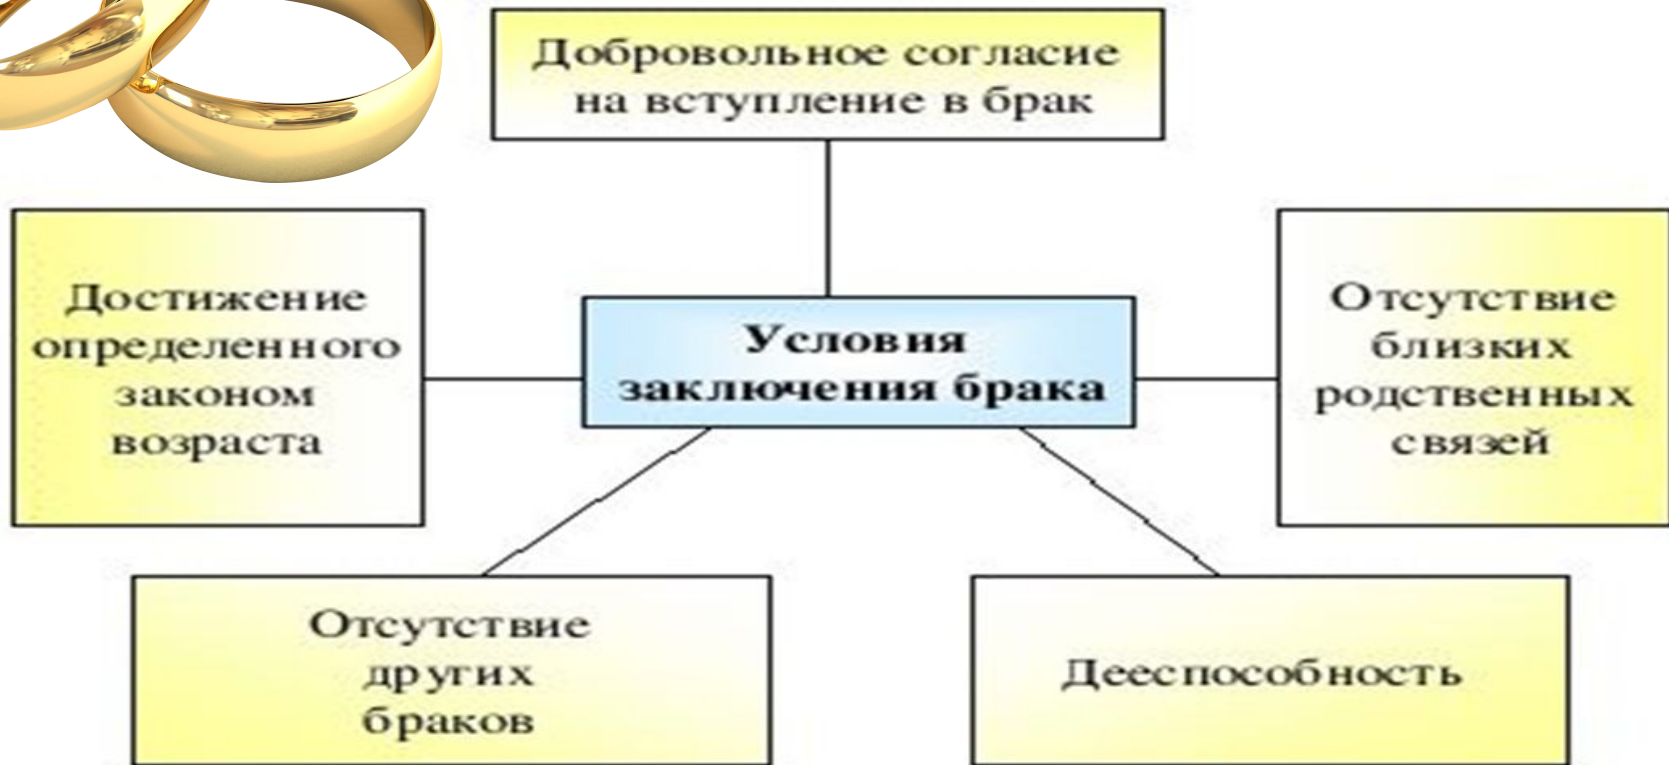 Добровольное согласие
на вступление в брак
Достижение
определенного
законом
возраста
Условия
заключения брака
Отсутствие
близких
родственных
связей
Отсутствие
других
браков
Дееспособность